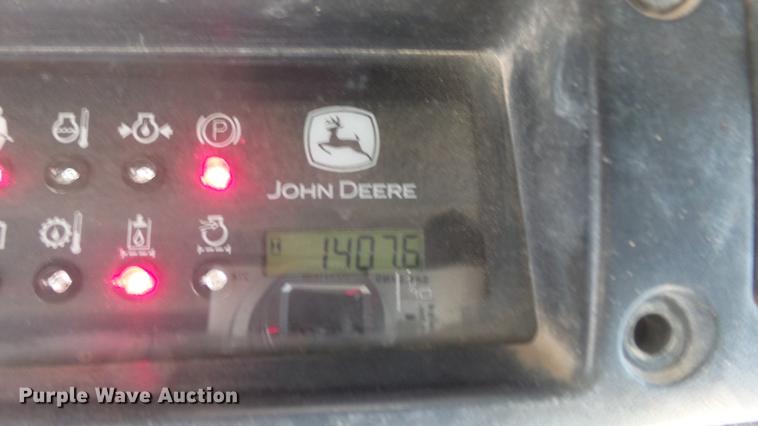 P
JOHN DEERE
H 1407.6
Purple Wave Auction